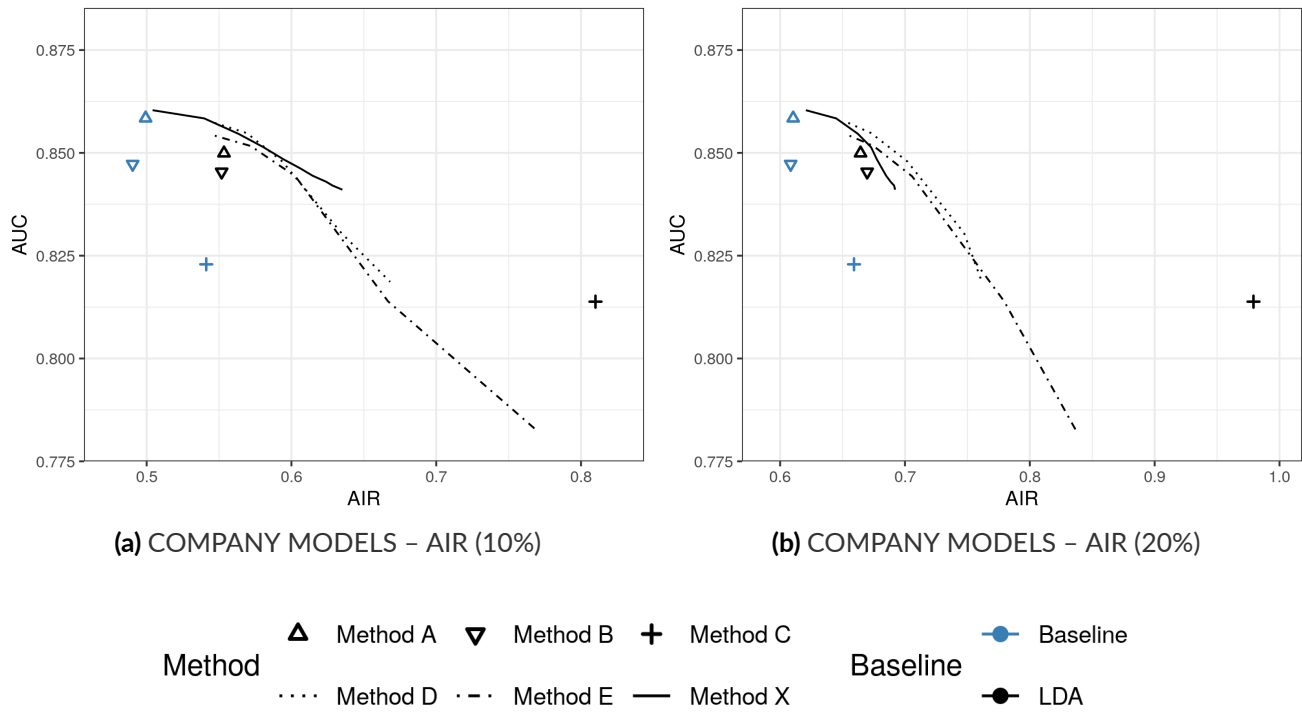 0.875
0.850
0.825
0.800
0.775
AUC
0.5 0.6 0.7 0.8
AIR
(a) COMPANY MODELS – AIR (10%)
0.875
0.850
0.825
0.800
0.775
AUC
0.6 0.7 0.8 0.9 1.0
AIR
(b) COMPANY MODELS – AIR (20%)
Method
Method A Method B Method C
Method D Method E Method X
Baseline
Baseline
LDA